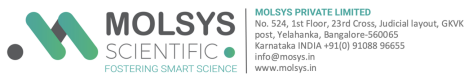 MOLSYS
SCIENTIFIC
FOSTERING SMART SCIENCE
MOLSYS PRIVATE LIMITED
No. 524, 1st Floor, 23rd Cross, Judicial layout, GKVK
post, Yelahanka, Bangalore-560065
Karnataka INDIA +91(0) 91088 96655
info@mosys.in
www.molsys.in